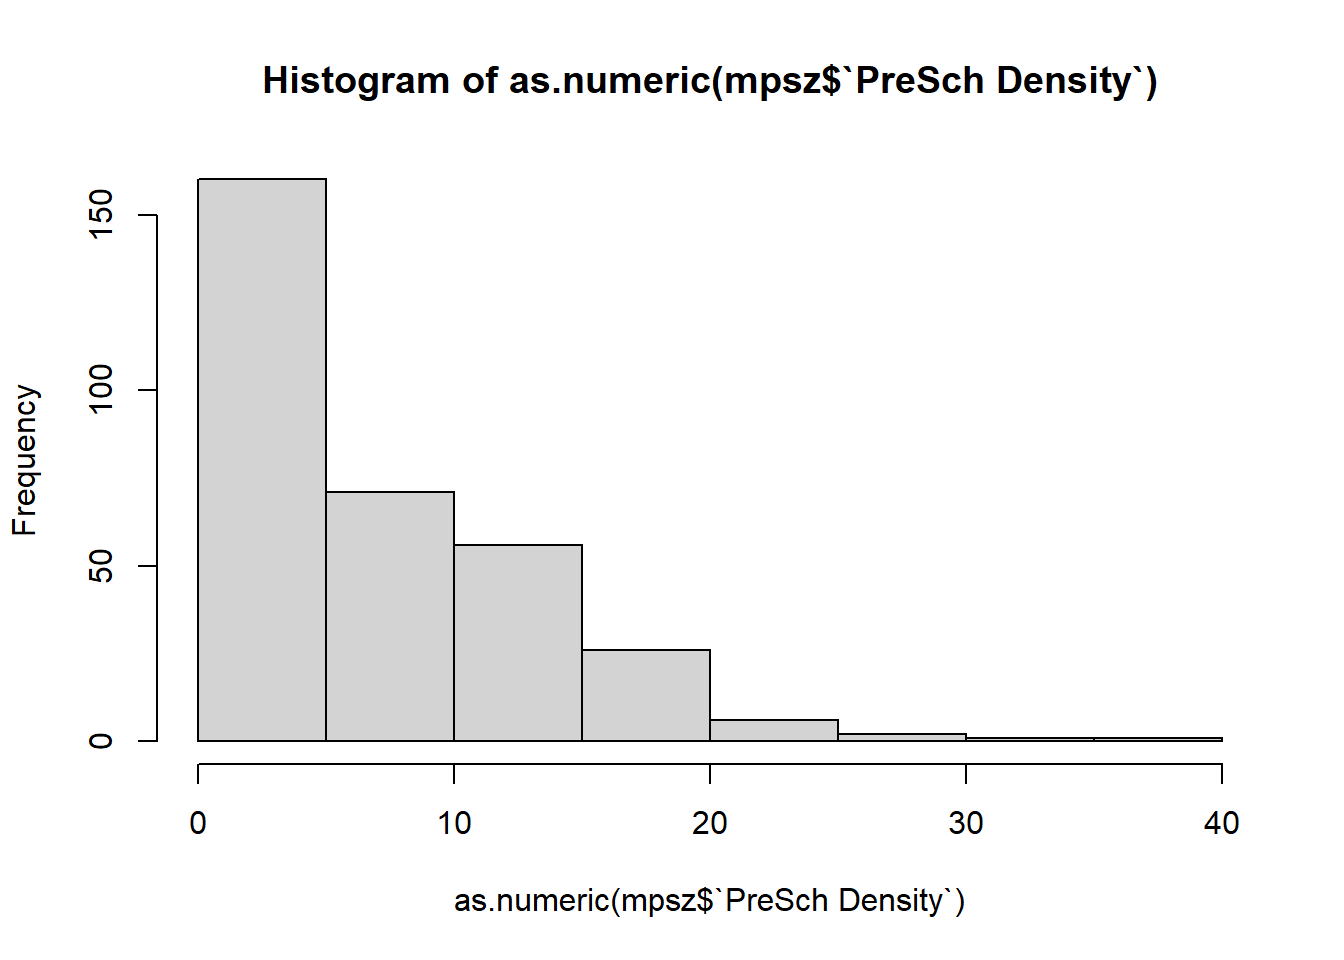 Histogram of as.numeric(mpsz$`PreSch Density`)
Frequency
150
100
50
0
0 10 20 30 40
as.numeric(mpsz$`PreSch Density`)